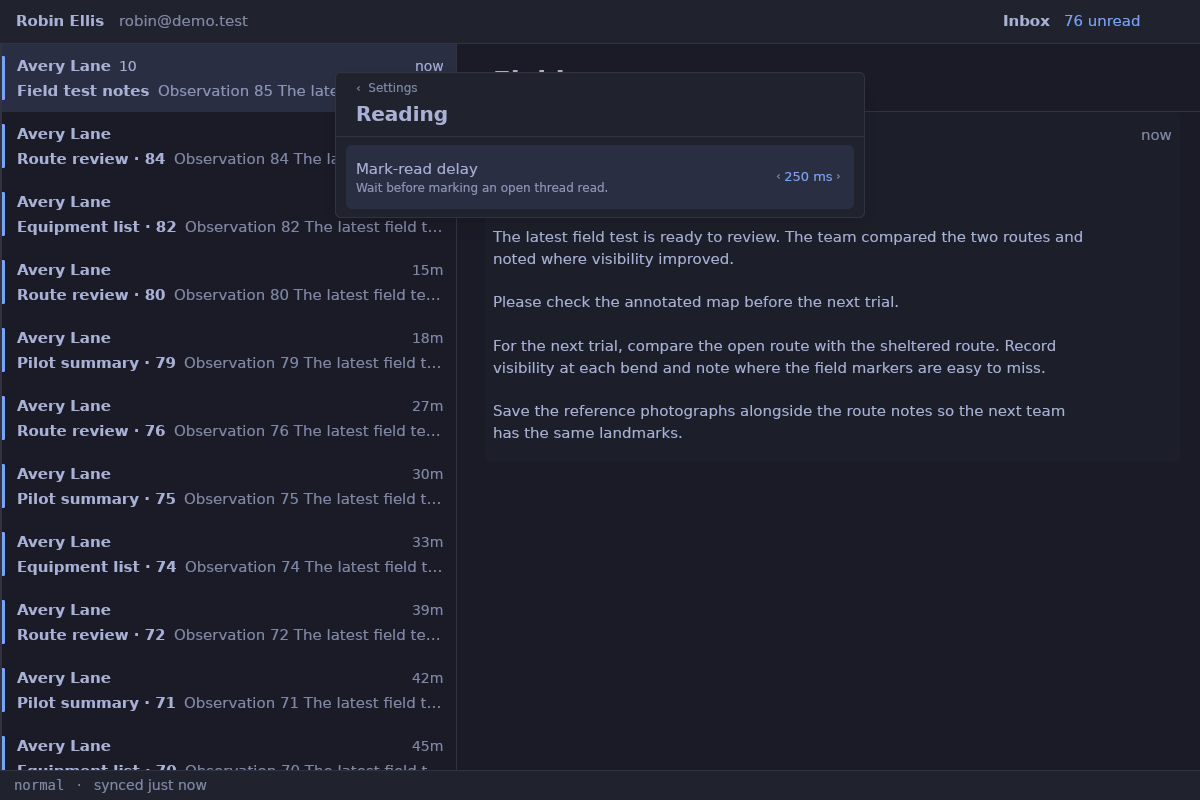 Robin Ellis robin@demo.test
Inbox 76 unread
Avery Lane 10 now
Field test notes Observation 85 The late
Avery Lane
Route review · 84 Observation 84 The la
Avery Lane
Equipment list · 82 Observation 82 The latest field t…
Avery Lane 15m
Route review · 80 Observation 80 The latest field te…
Avery Lane 18m
Pilot summary · 79 Observation 79 The latest field t…
Avery Lane 27m
Route review · 76 Observation 76 The latest field te…
Avery Lane 30m
Pilot summary · 75 Observation 75 The latest field t…
Avery Lane 33m
Equipment list · 74 Observation 74 The latest field t…
Avery Lane 39m
Route review · 72 Observation 72 The latest field te…
Avery Lane 42m
Pilot summary · 71 Observation 71 The latest field t…
Avery Lane 45m
Equipment list · 70 Observation 70 The latest field t…
‹ Settings
Reading
Mark-read delay
Wait before marking an open thread read.
‹ 250 ms ›
now
The latest field test is ready to review. The team compared the two routes and
noted where visibility improved.
Please check the annotated map before the next trial.
For the next trial, compare the open route with the sheltered route. Record
visibility at each bend and note where the field markers are easy to miss.
Save the reference photographs alongside the route notes so the next team
has the same landmarks.
normal · synced just now